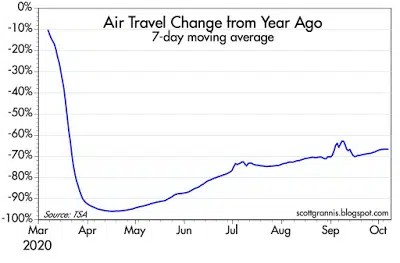 Air Travel Change from Year Ago
7-day moving average
0%
-10%
-20%
-30%
-40%
-50%
-60%
-70%
-80%
-90%
-100%
Source: TSA
scottgrannis.blogspot.com
Mar Apr May Jun Jul Aug Sep Oct
2020